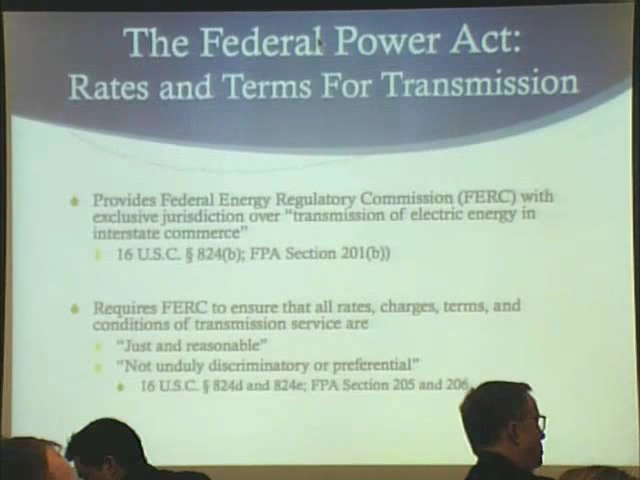 The Federal Power Act:
Rates and Terms For Transmission
Provides Federal Energy Regulatory Commission (FERC) with
exclusive jurisdiction over “transmission of electric energy in
interstate commerce”
16 U.S.C. § 824(b); FPA Section 201(b))
Requires FERC to ensure that all rates, charges, terms, and
conditions of transmission service are
“Just and reasonable”
“Not unduly discriminatory or preferential”
16 U.S.C. § 824d and 824e; FPA Section 205 and 206.